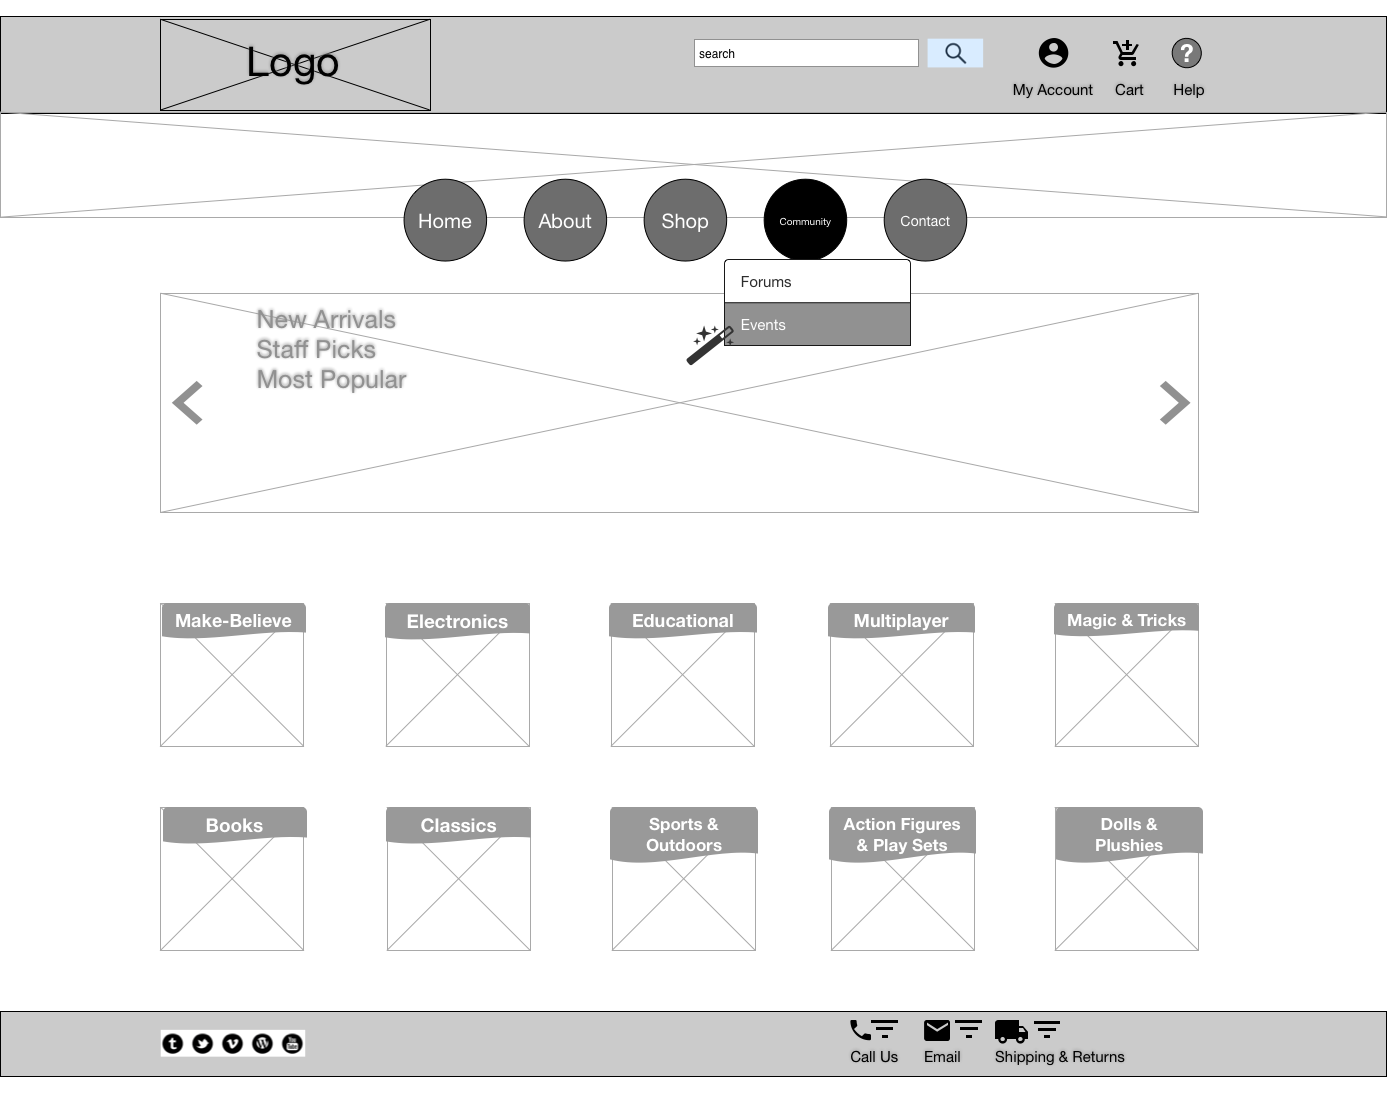 Logo
search
My Account
Cart
Help
Home
About
Shop
Community
Contact
Forums
Events
New Arrivals
Staff Picks
Most Popular
Make-Believe
Electronics
Educational
Multiplayer
Magic & Tricks
Books
Classics
Sports &
Outdoors
Action Figures
& Play Sets
Dolls &
Plushies
Call Us
Email
Shipping & Returns